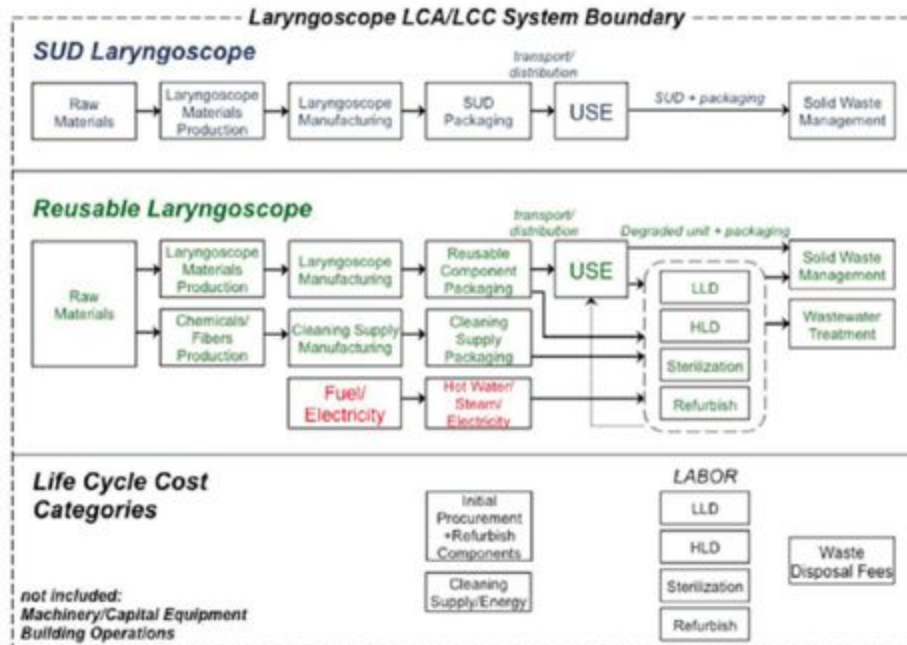 Laryngoscope LCA/LCC System Boundary
SUD Laryngoscope
transport/
distribution
Raw
Materials
Laryngoscope
Materials
Production
Laryngoscope
Manufacturing
SUD
Packaging
USE
SUD + packaging
Solid Waste
Management
Reusable Laryngoscope
transport/
distribution
Degraded unit + packaging
Raw
Materials
Laryngoscope
Materials
Production
Laryngoscope
Manufacturing
Reusable
Component
Packaging
USE
Solid Waste
Management
LLD
HLD
Sterilization
Refurbish
Wastewater
Treatment
Chemicals/
Fibers
Production
Cleaning Supply
Manufacturing
Cleaning
Supply
Packaging
Fuel/
Electricity
Hot Water/
Steam/
Electricity
Life Cycle Cost
Categories
Initial
Procurement
+Refurbish
Components
Cleaning
Supply/Energy
LABOR
LLD
HLD
Sterilization
Refurbish
Waste
Disposal Fees
not included:
Machinery/Capital Equipment
Building Operations